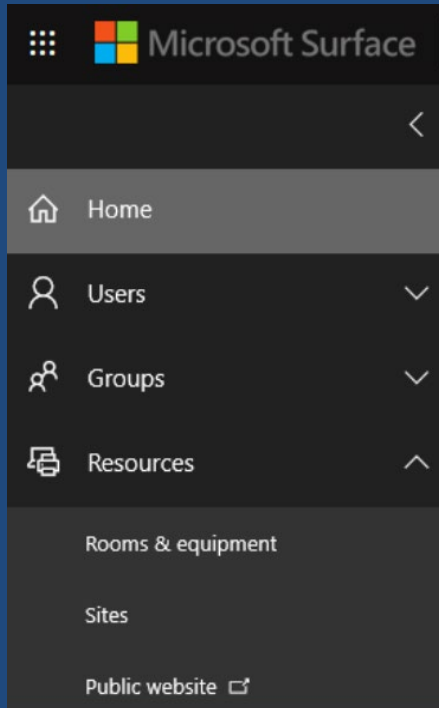 Microsoft Surface
Home
Users
Groups
Resources
Rooms & equipment
Sites
Public website